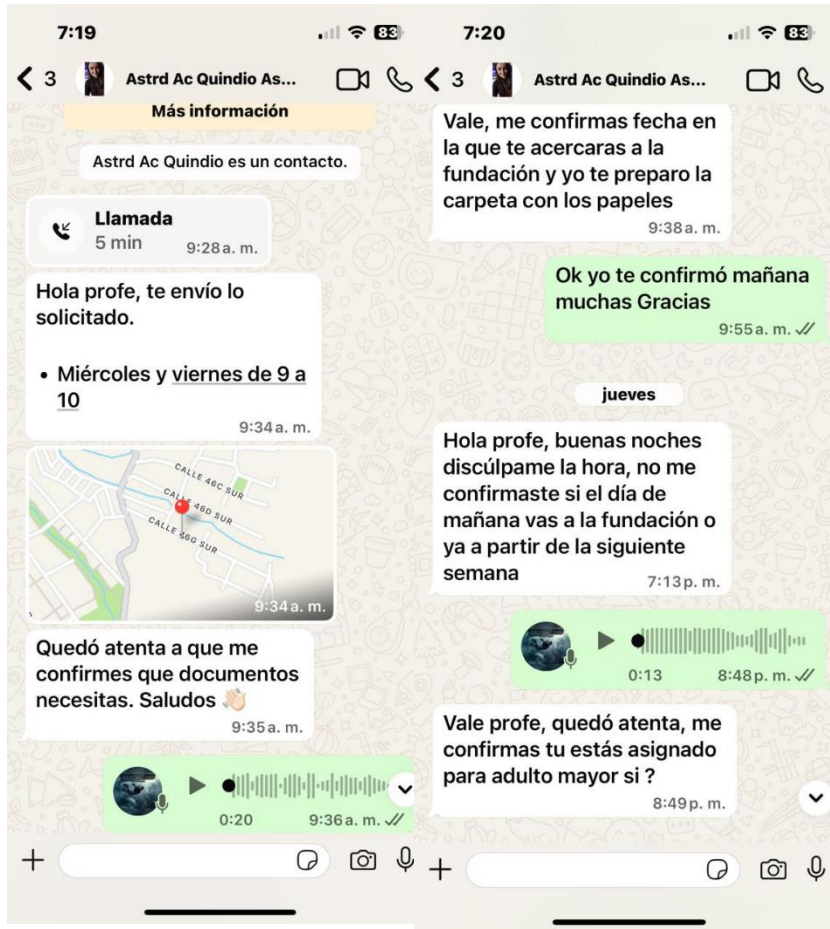 7:19
83
3
Astrd Ac Quindio As...
Más información
Astrd Ac Quindio es un contacto.
Llamada
5 min
9:28 a. m.
Hola profe, te envío lo
solicitado.
• Miércoles y viernes de 9 a
10
9:34 a. m.
CALLE 46C SUR
CALLE 46D SUR
CALLE 46G SUR
9:34 a. m.
Quedó atenta a que me
confirmes que documentos
necesitas. Saludos 👋🏻
9:35 a. m.
0:20
9:36 a. m.
7:20
83
3
Astrd Ac Quindio As...
Vale, me confirmas fecha en
la que te acercaras a la
fundación y yo te preparo la
carpeta con los papeles
9:38 a. m.
Ok yo te confirmó mañana
muchas Gracias
9:55 a. m.
jueves
Hola profe, buenas noches
discúlpame la hora, no me
confirmaste si el día de
mañana vas a la fundación o
ya a partir de la siguiente
semana
7:13 p. m.
0:13
8:48 p. m.
Vale profe, quedó atenta, me
confirmas tu estás asignado
para adulto mayor si ?
8:49 p. m.